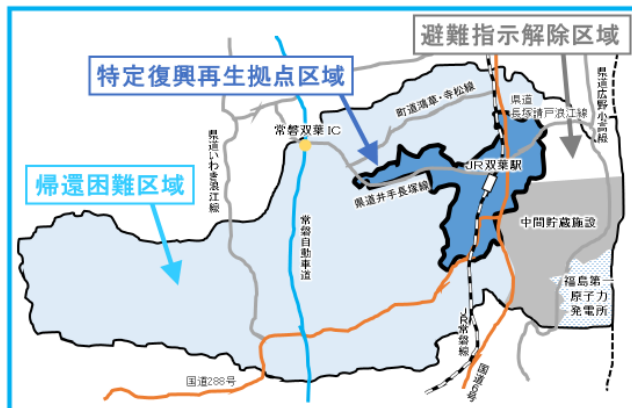 避難指示解除区域
特定復興再生拠点区域
県道広野小高線
町道鴻草・寺松線
県道
長塚請戸浪江線
常磐双葉IC
県道いわき浪江線
JR双葉駅
帰還困難区域
県道井手長塚線
中間貯蔵施設
常磐自動車道
福島第一
原子力
発電所
JR常磐線
国道6号
国道288号